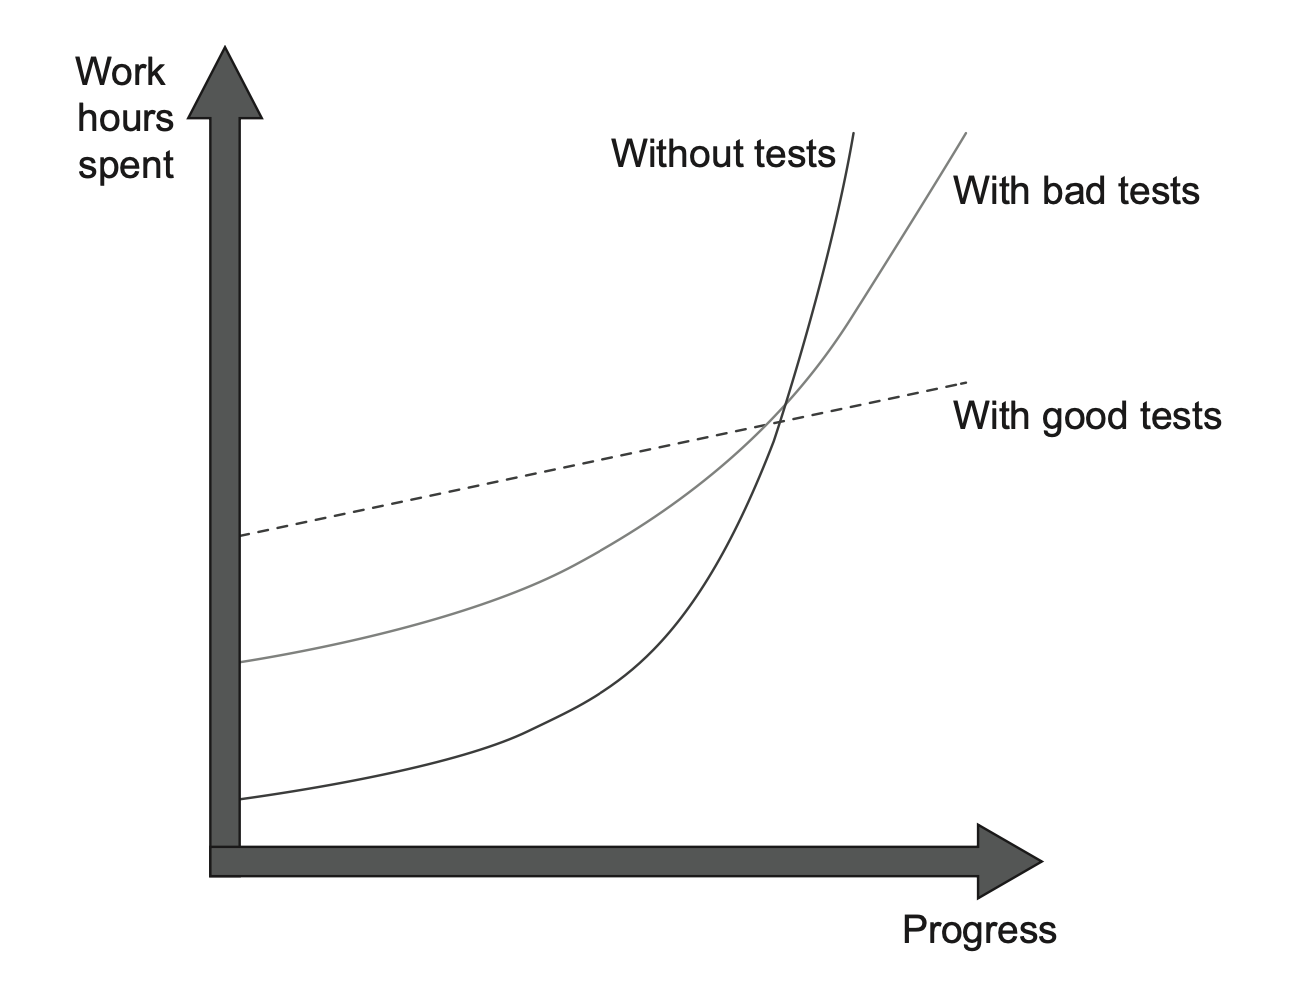 Work
hours
spent
Without tests
With bad tests
With good tests
Progress